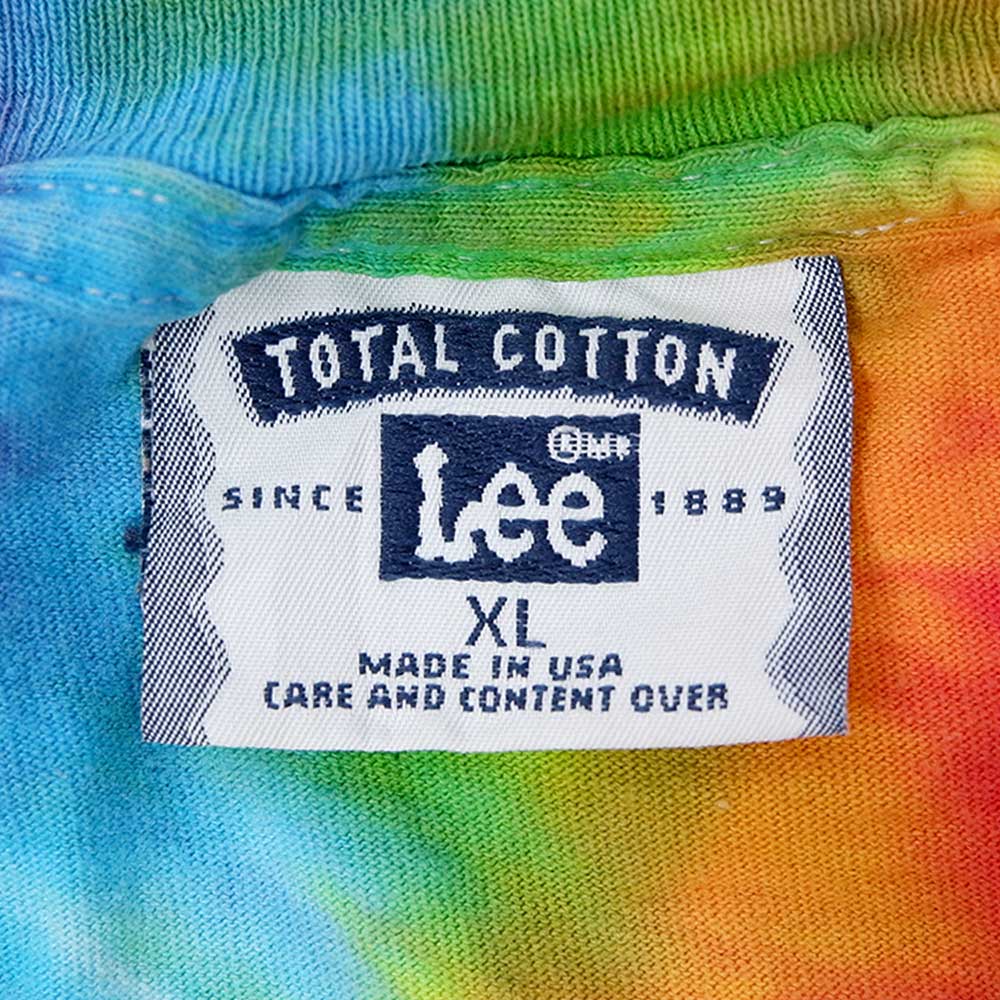 TOTAL COTTON
Lee ®
SINCE 1889
XL
MADE IN USA
CARE AND CONTENT OVER